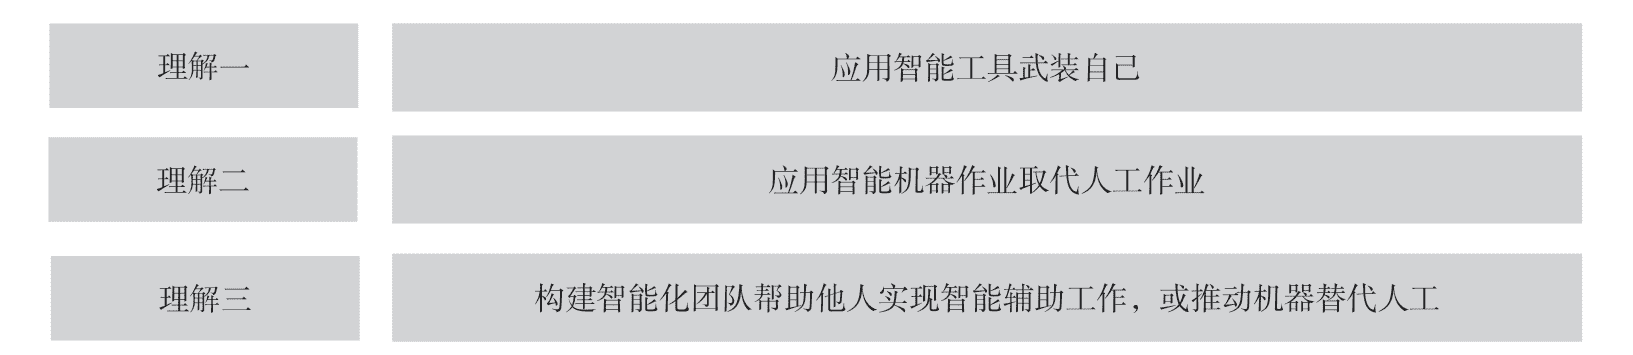 理解一
应用智能工具武装自己
理解二
应用智能机器作业取代人工作业
理解三
构建智能化团队帮助他人实现智能辅助工作，或推动机器替代人工